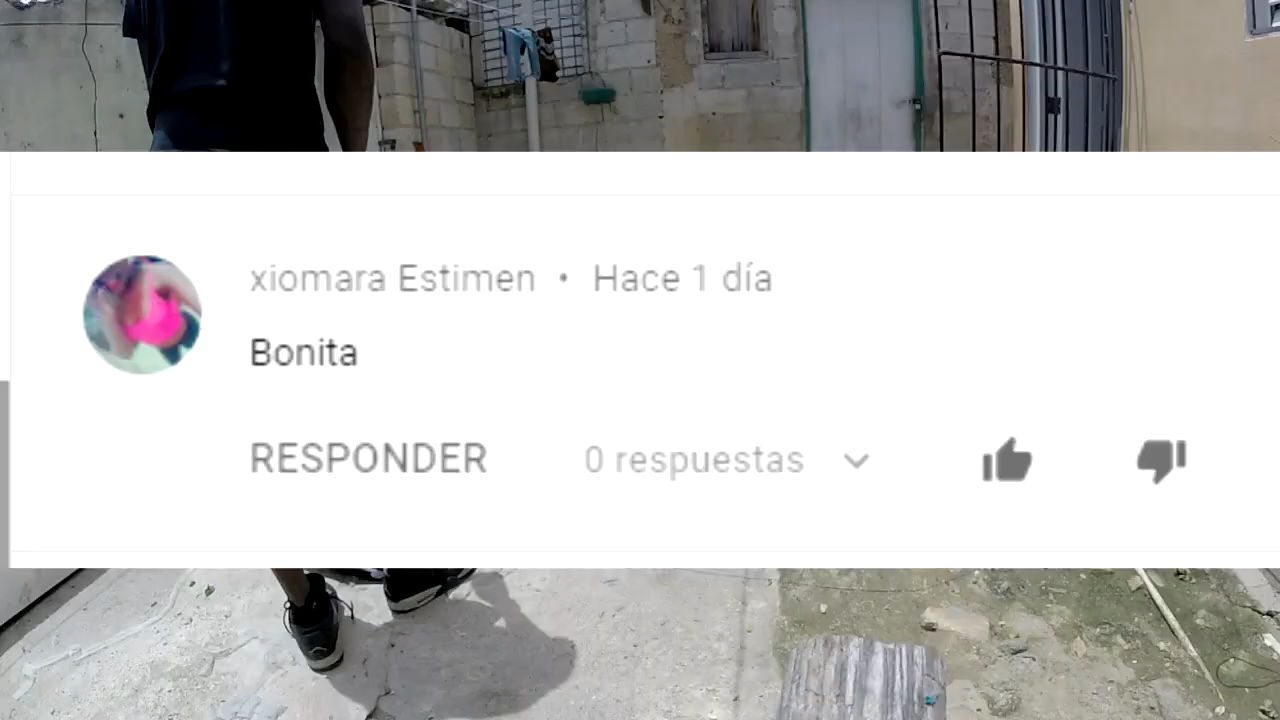 xiomara Estimen • Hace 1 día
Bonita
RESPONDER 0 respuestas